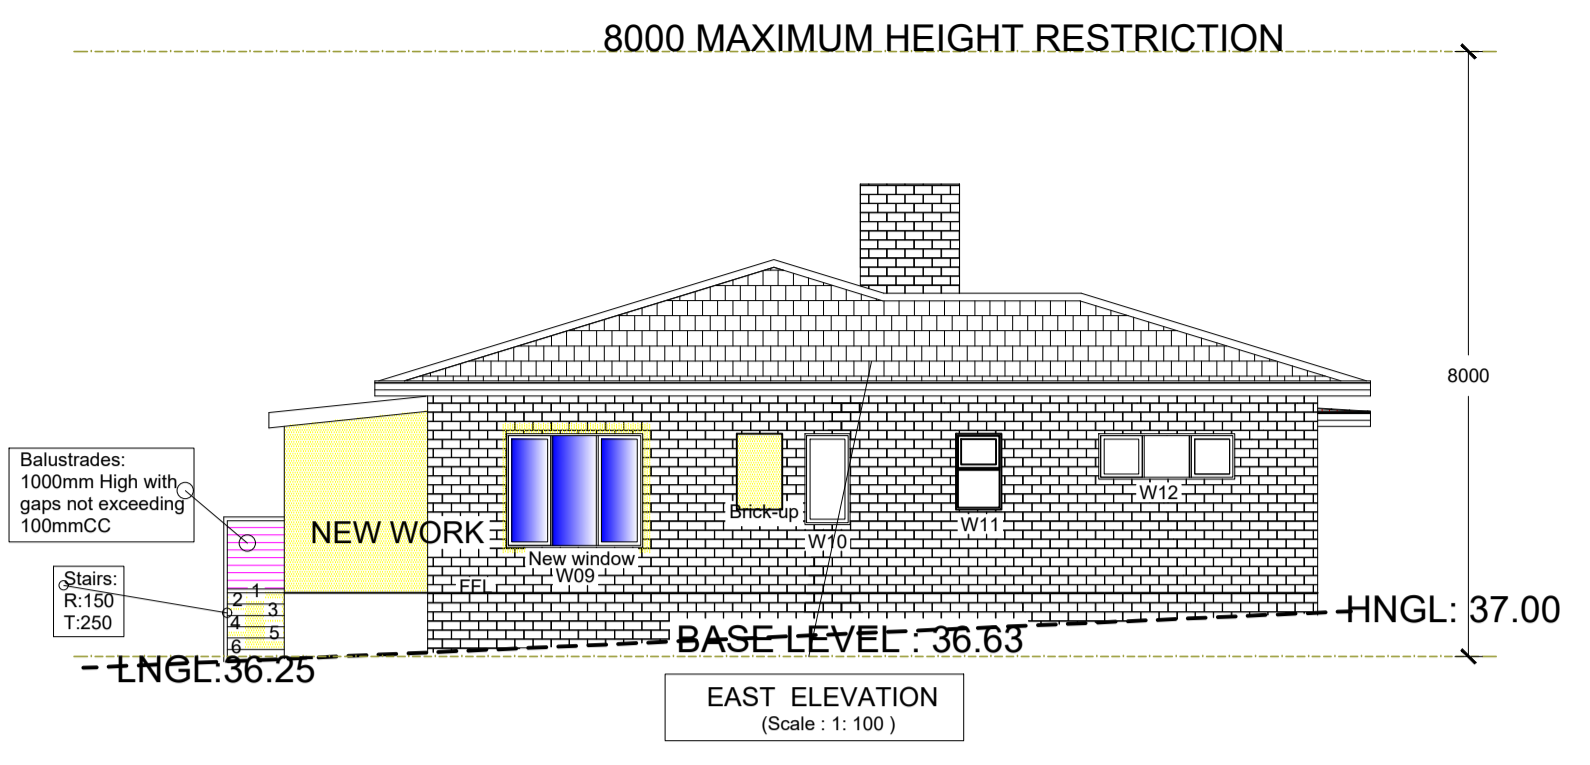 8000 MAXIMUM HEIGHT RESTRICTION
8000
Balustrades:
1000mm High with
gaps not exceeding
100mmCC
NEW WORK
Stairs:
R:150
T:250
1
2
3
4
5
6
FFL
New window
W09
Brick-up
W10
W11
W12
HNGL: 37.00
BASE LEVEL : 36.63
LNGL:36.25
EAST ELEVATION
(Scale : 1: 100 )